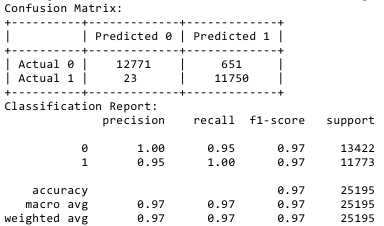 Confusion Matrix:
+----------+-------------+-------------+
|          | Predicted 0 | Predicted 1 |
+----------+-------------+-------------+
| Actual 0 |    12771    |     651     |
| Actual 1 |     23      |    11750    |
+----------+-------------+-------------+
Classification Report:
              precision    recall  f1-score   support

           0       1.00      0.95      0.97     13422
           1       0.95      1.00      0.97     11773

    accuracy                           0.97     25195
   macro avg       0.97      0.97      0.97     25195
weighted avg       0.97      0.97      0.97     25195